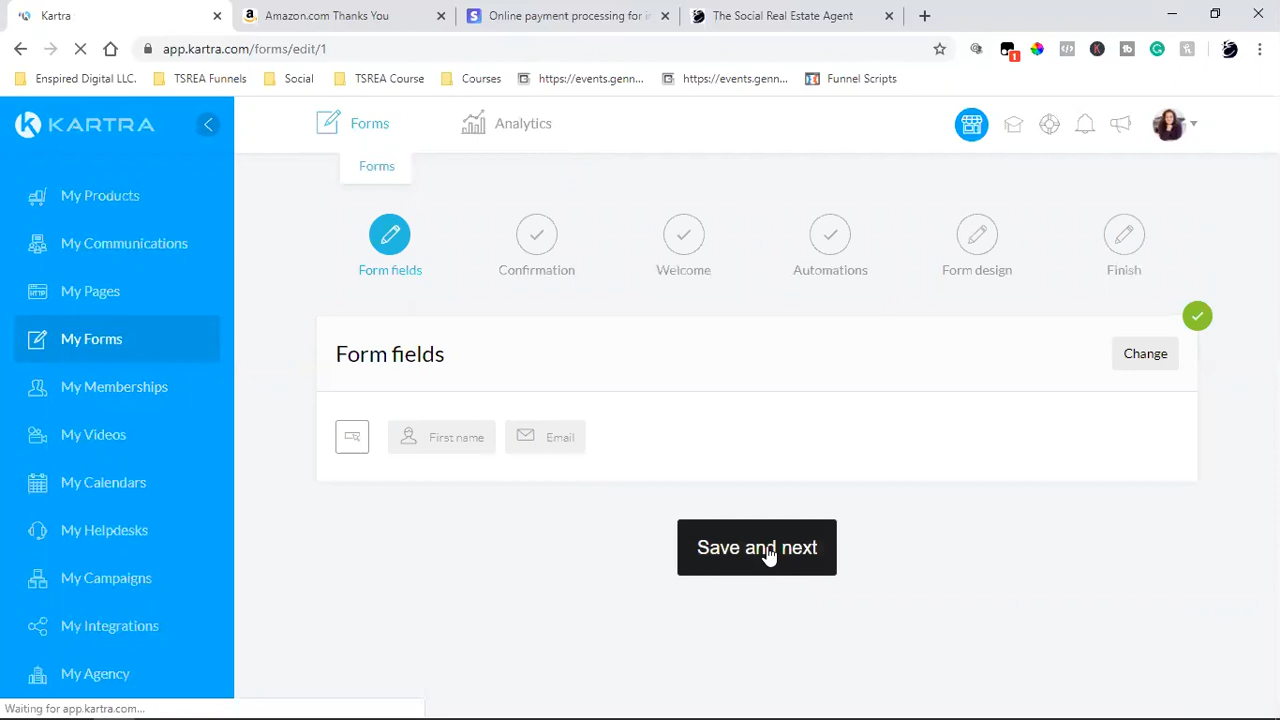 Kartra
Amazon.com Thanks You
Online payment processing for in
The Social Real Estate Agent
app.kartra.com/forms/edit/1
1
Enspired Digital LLC.
TSREA Funnels
Social
TSREA Course
Courses
https://events.genn...
https://events.genn...
Funnel Scripts
KARTRA
Forms
Analytics
Forms
My Products
My Communications
My Pages
My Forms
My Memberships
My Videos
My Calendars
My Helpdesks
My Campaigns
My Integrations
My Agency
Form fields
Confirmation
Welcome
Automations
Form design
Finish
Form fields
Change
First name
Email
Save and next
Waiting for app.kartra.com...